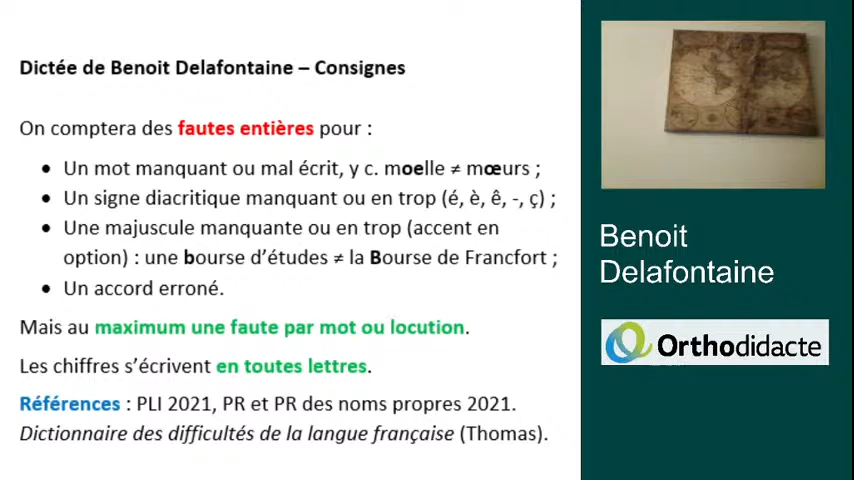 Dictée de Benoit Delafontaine – Consignes
On comptera des fautes entières pour :
• Un mot manquant ou mal écrit, y c. moelle ≠ mœurs ;
• Un signe diacritique manquant ou en trop (é, è, ê, -, ç) ;
• Une majuscule manquante ou en trop (accent en
option) : une bourse d’études ≠ la Bourse de Francfort ;
• Un accord erroné.
Mais au maximum une faute par mot ou locution.
Les chiffres s’écrivent en toutes lettres.
Références : PLI 2021, PR et PR des noms propres 2021.
Dictionnaire des difficultés de la langue française (Thomas).
Benoit
Delafontaine
Orthodidacte